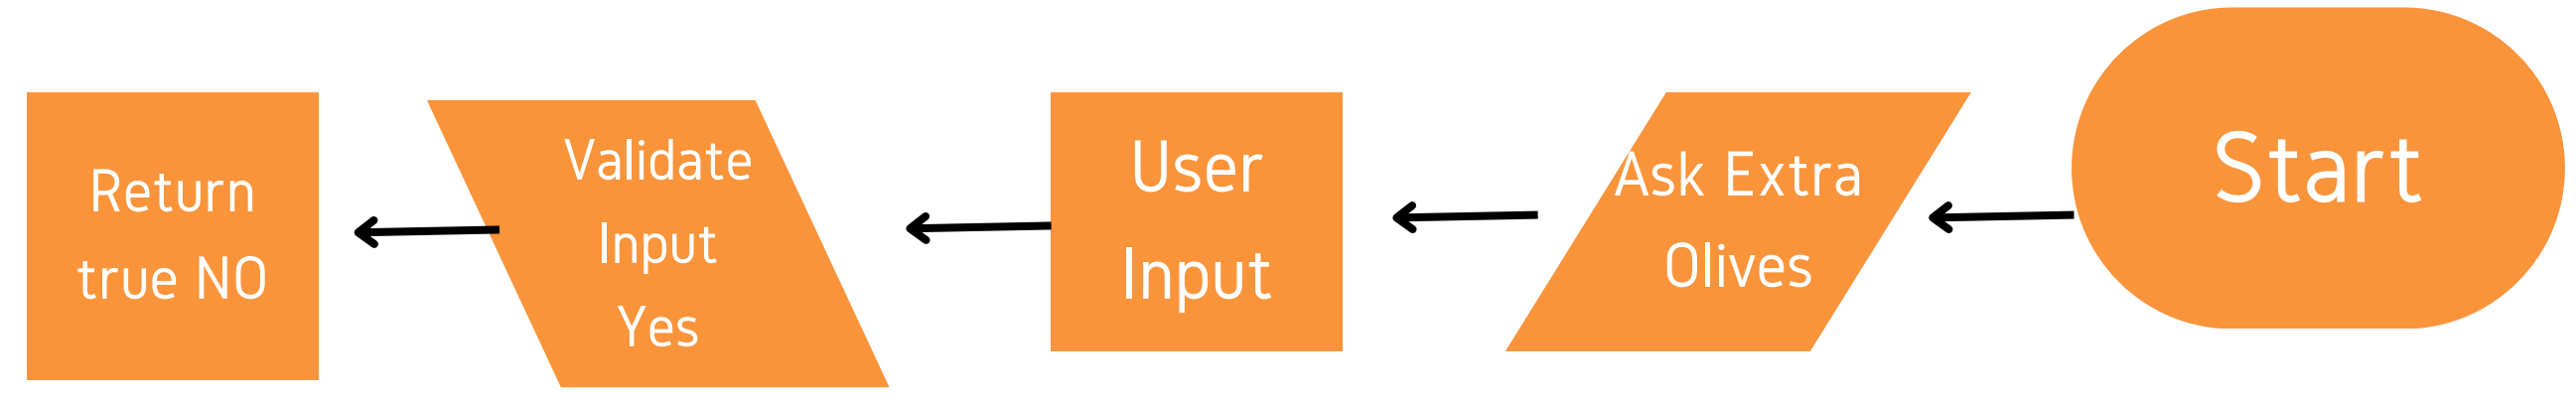 Start
Ask Extra
Olives
User
Input
Validate
Input
Yes
Return
true NO